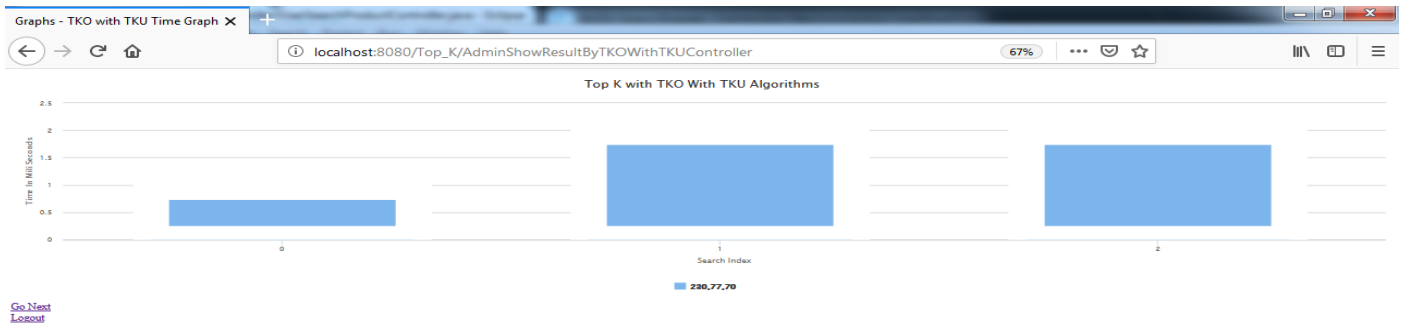 Graphs - TKO with TKU Time Graph
localhost:8080/Top_K/AdminShowResultByTKOWithTKUController
67%
Top K with TKO With TKU Algorithms
2.5
2
1.5
1
0.5
0
Time In Mili Seconds
0
1
2
Search Index
230,77,70
Go Next
Logout